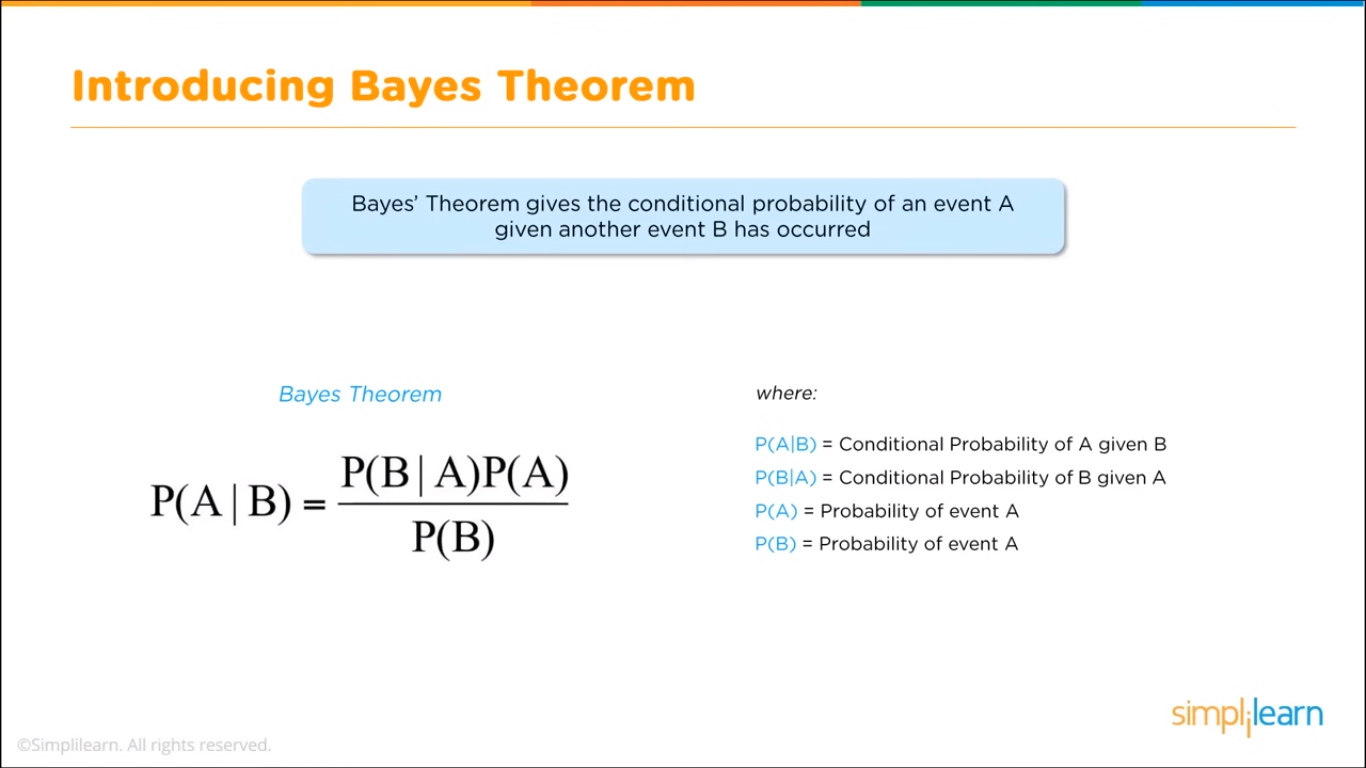 Introducing Bayes Theorem
Bayes’ Theorem gives the conditional probability of an event A
given another event B has occurred
Bayes Theorem
P(A | B) = P(B | A)P(A) / P(B)
where:
P(A|B) = Conditional Probability of A given B
P(B|A) = Conditional Probability of B given A
P(A) = Probability of event A
P(B) = Probability of event A
simplilearn
©Simplilearn. All rights reserved.